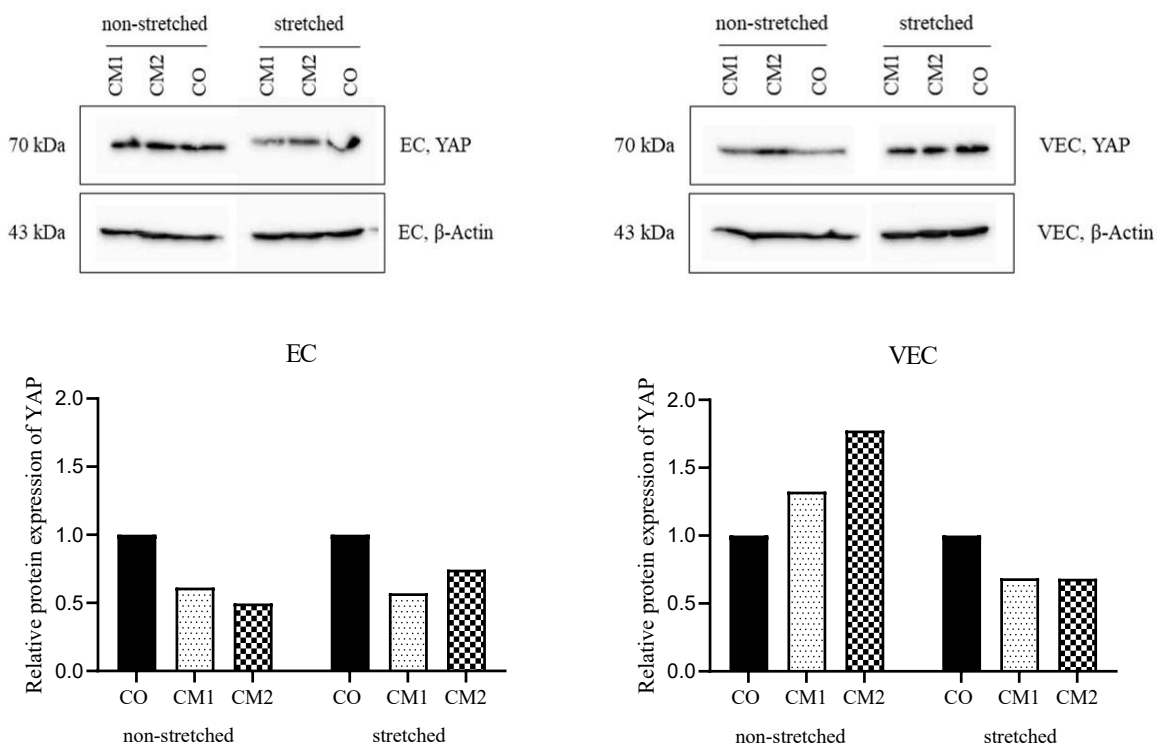 non-stretched
stretched
CM1
CM2
CO
CM1
CM2
CO
70 kDa
EC, YAP
43 kDa
EC, β-Actin
non-stretched
stretched
CM1
CM2
CO
CM1
CM2
CO
70 kDa
VEC, YAP
43 kDa
VEC, β-Actin
EC
Relative protein expression of YAP
2.0
1.5
1.0
0.5
0.0
CO CM1 CM2 CO CM1 CM2
non-stretched stretched
VEC
Relative protein expression of YAP
2.0
1.5
1.0
0.5
0.0
CO CM1 CM2 CO CM1 CM2
non-stretched stretched